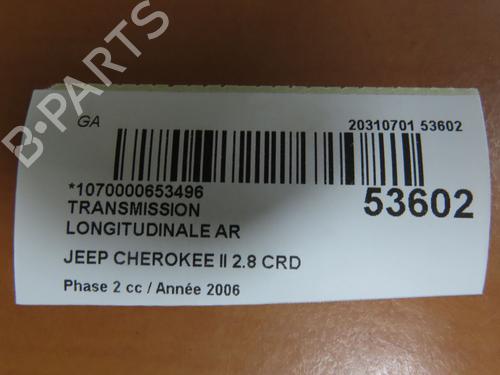 B-PARTS
GA
20310701 53602
*1070000653496
53602
TRANSMISSION
LONGITUDINALE AR
JEEP CHEROKEE II 2.8 CRD
Phase 2 cc / Année 2006